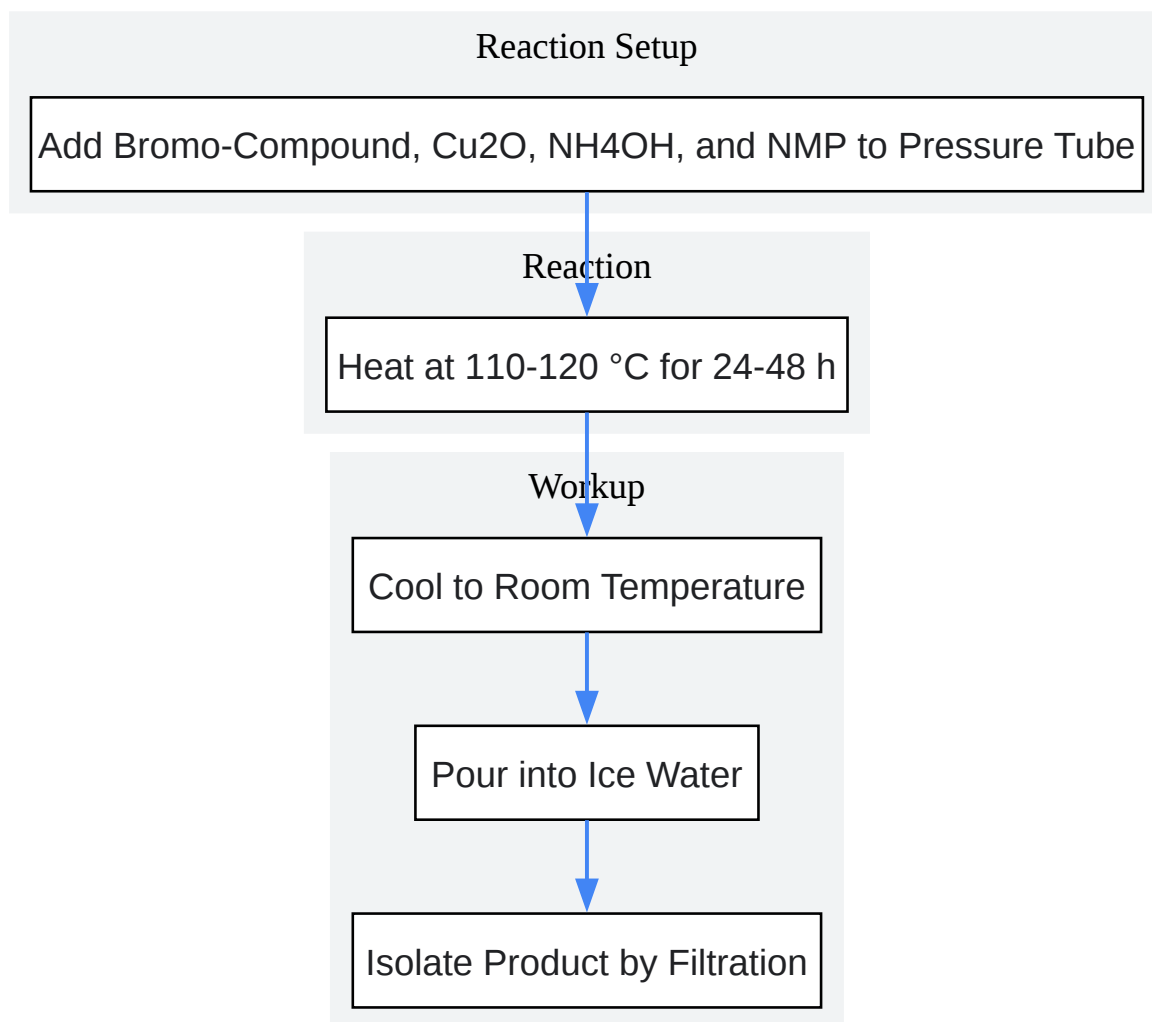 Reaction Setup
Add Bromo-Compound, Cu2O, NH4OH, and NMP to Pressure Tube
Reaction
Heat at 110-120 °C for 24-48 h
Workup
Cool to Room Temperature
Pour into Ice Water
Isolate Product by Filtration